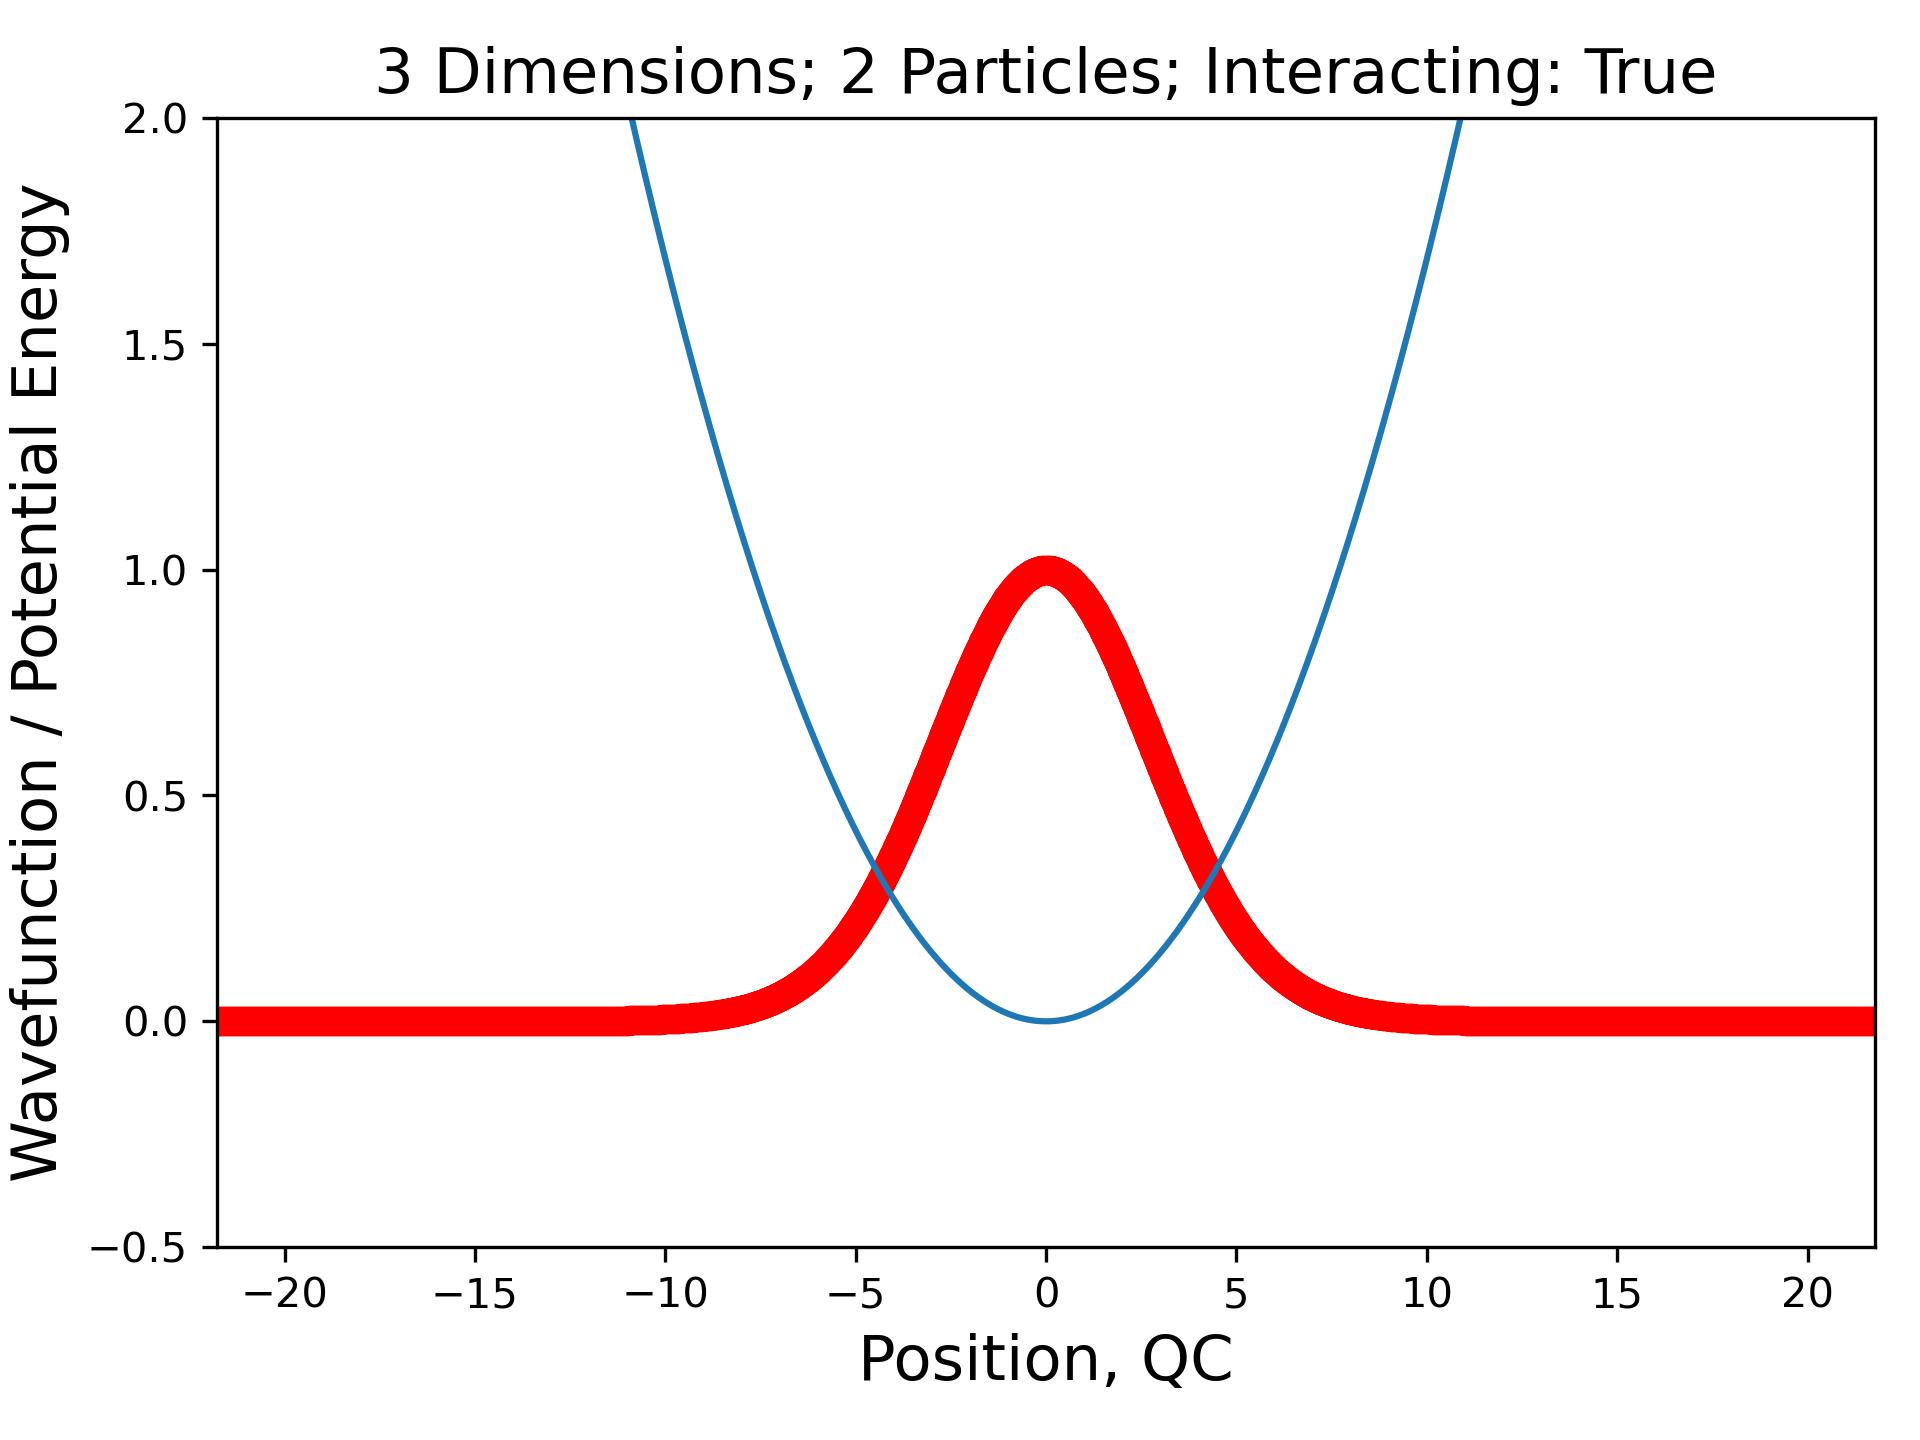 3 Dimensions; 2 Particles; Interacting: True
Wavefunction / Potential Energy
2.0
1.5
1.0
0.5
0.0
−0.5
−20 −15 −10 −5 0 5 10 15 20
Position, QC